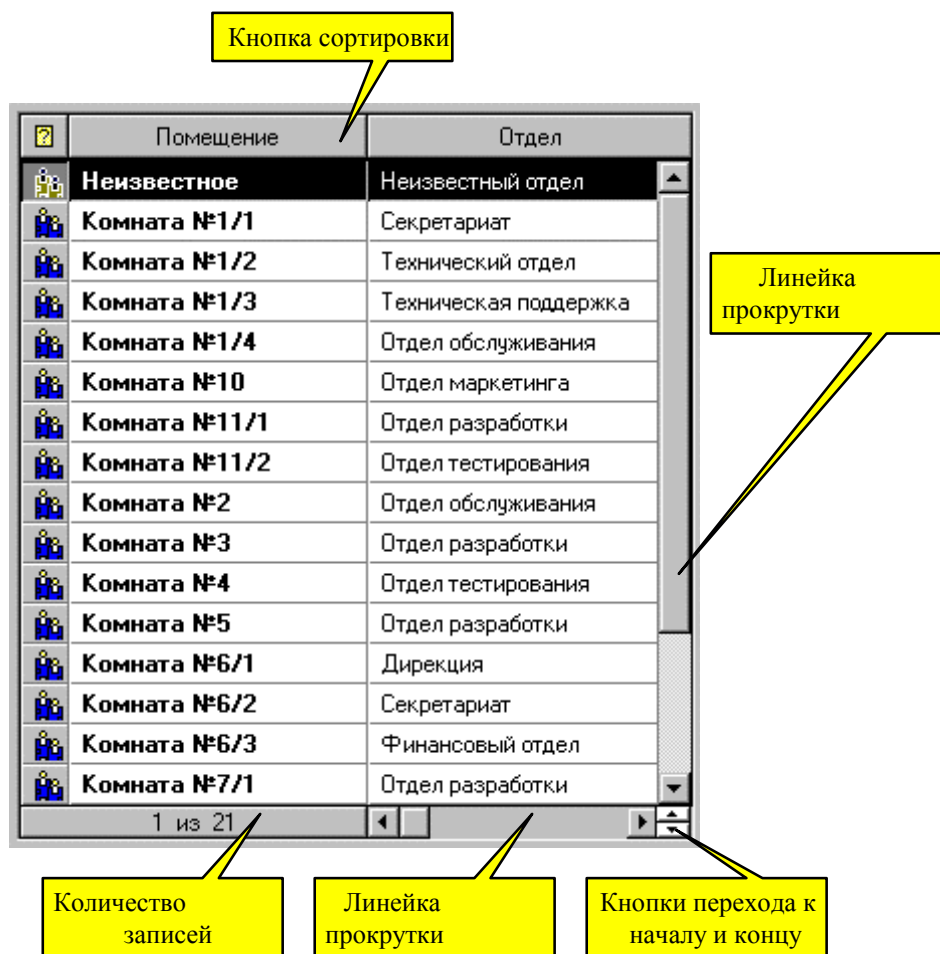 Кнопка сортировки
Помещение Отдел
Неизвестное Неизвестный отдел
Комната №1/1 Секретариат
Комната №1/2 Технический отдел
Комната №1/3 Техническая поддержка
Комната №1/4 Отдел обслуживания
Комната №10 Отдел маркетинга
Комната №11/1 Отдел разработки
Комната №11/2 Отдел тестирования
Комната №2 Отдел обслуживания
Комната №3 Отдел разработки
Комната №4 Отдел тестирования
Комната №5 Отдел разработки
Комната №6/1 Дирекция
Комната №6/2 Секретариат
Комната №6/3 Финансовый отдел
Комната №7/1 Отдел разработки
1 из 21
Линейка
прокрутки
Количество
записей
Линейка
прокрутки
Кнопки перехода к
началу и концу